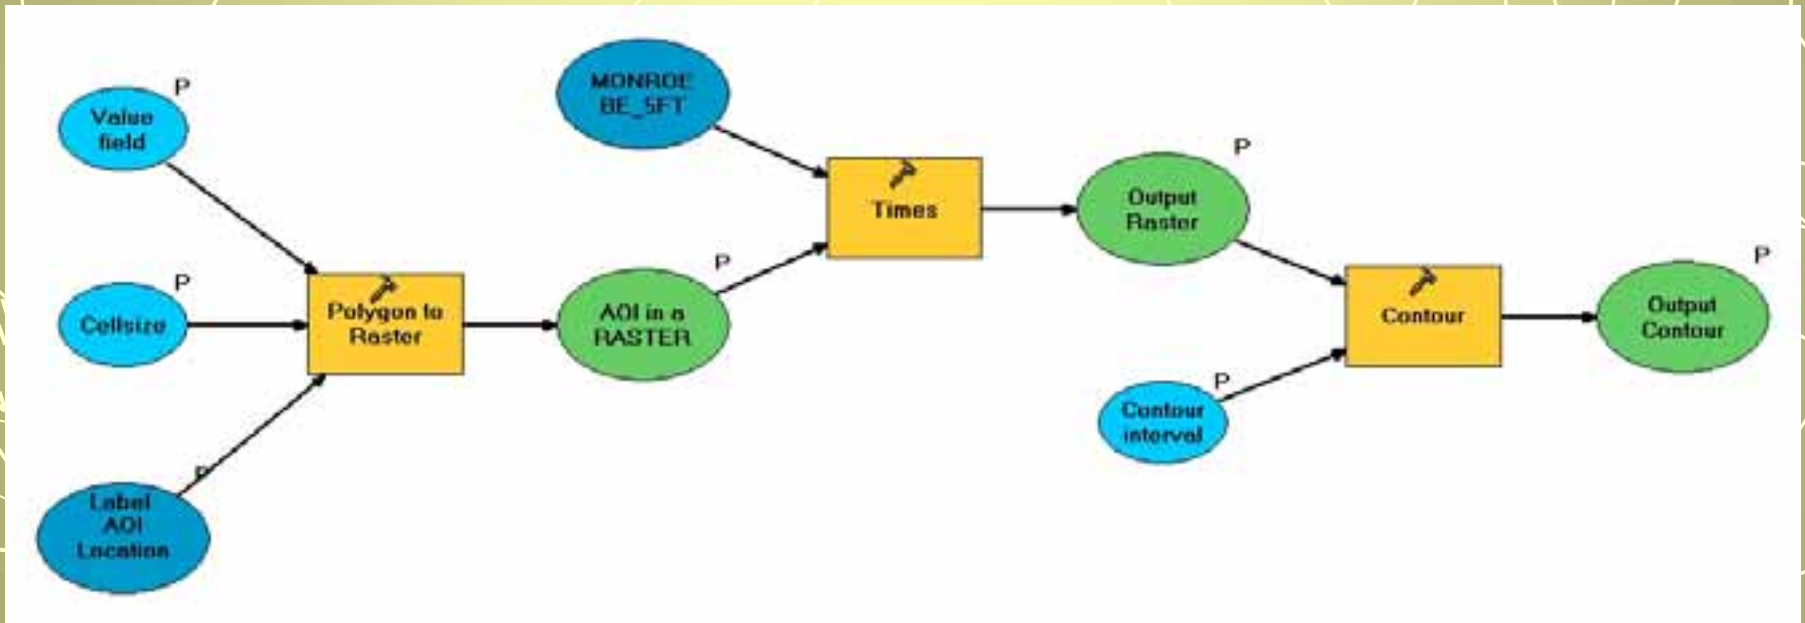 P
Value
field
P
Cellsize
P
Label
AOI
Location
Polygon to
Raster
MONROE
BE_5FT
P
AOI in a
RASTER
Times
P
Output
Raster
P
Contour
interval
Contour
P
Output
Contour